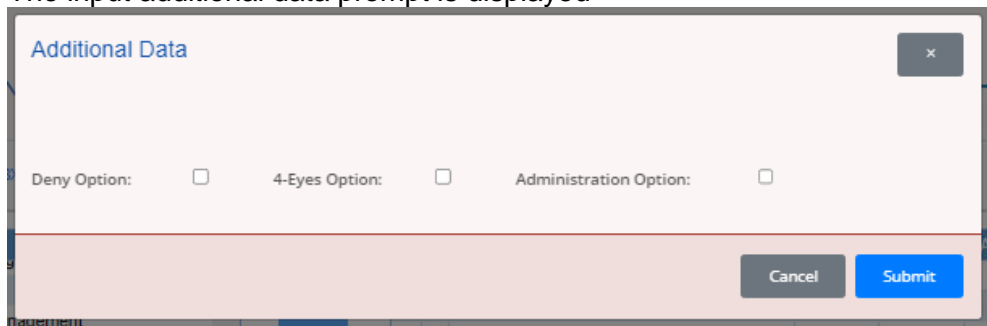 The input additional data prompt is displayed
Additional Data
×
Deny Option: 4-Eyes Option: Administration Option:
Cancel Submit